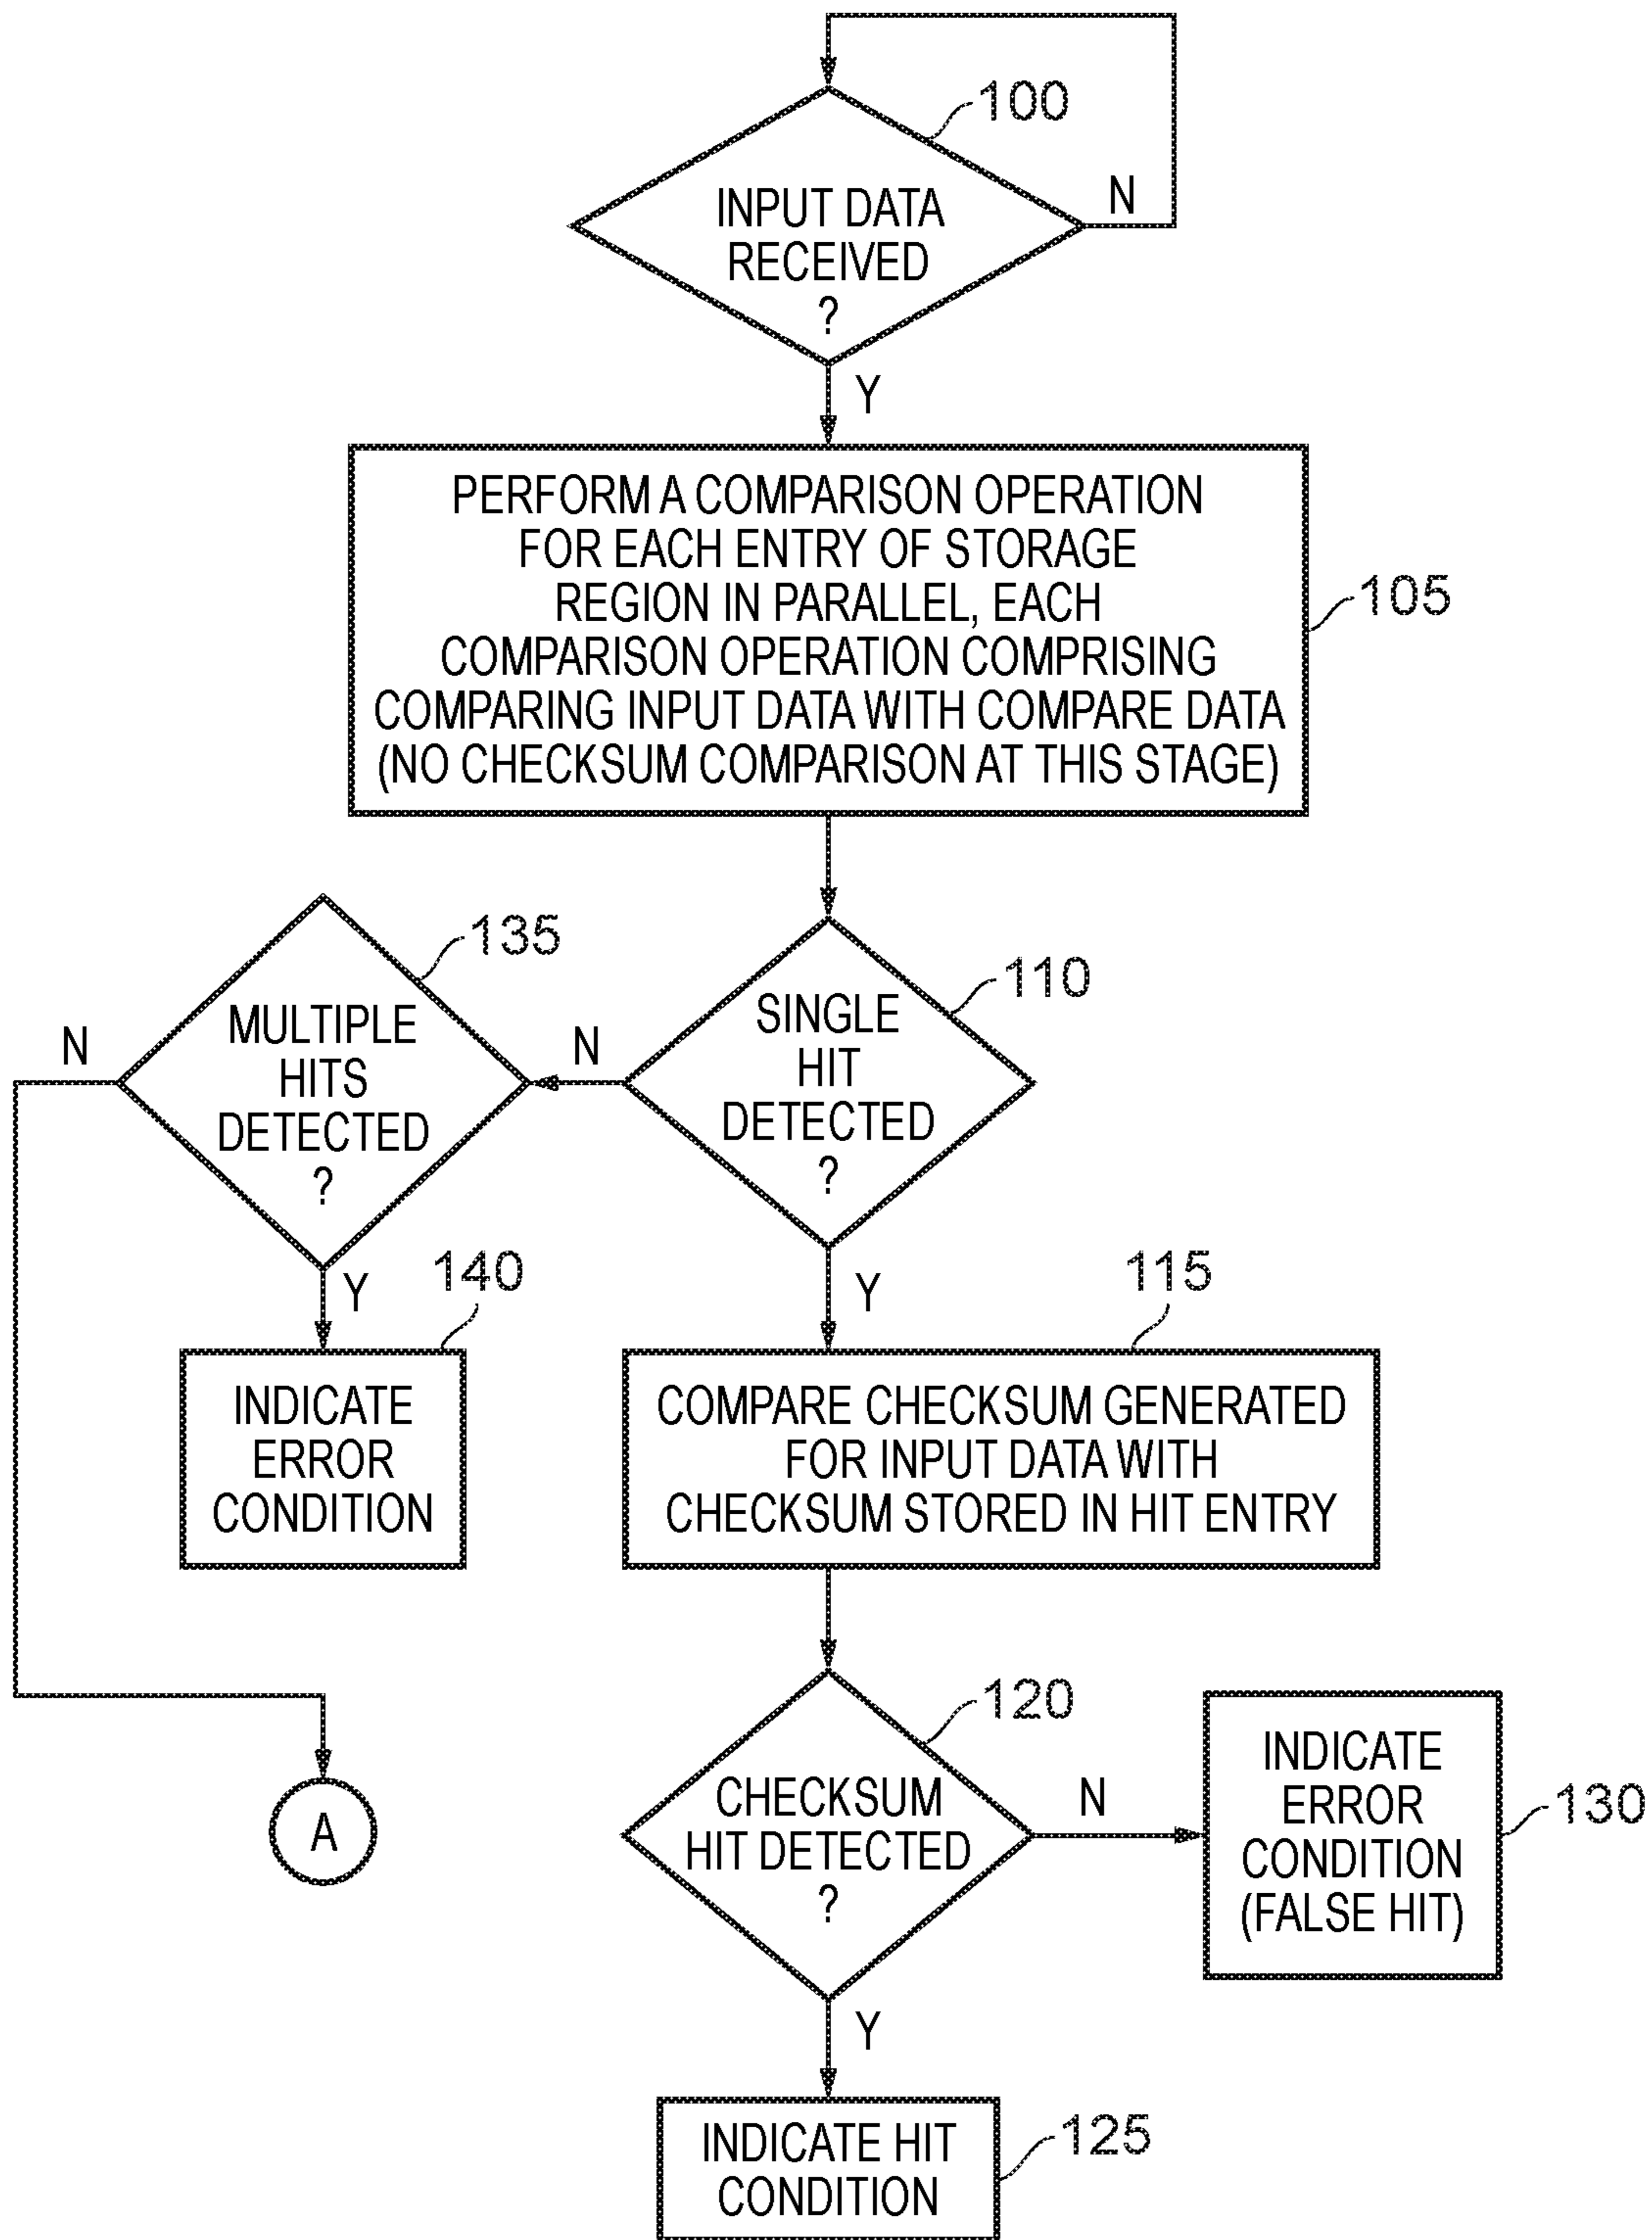 100
INPUT DATA
RECEIVED
?
N
Y
PERFORM A COMPARISON OPERATION
FOR EACH ENTRY OF STORAGE
REGION IN PARALLEL, EACH
COMPARISON OPERATION COMPRISING
COMPARING INPUT DATA WITH COMPARE DATA
(NO CHECKSUM COMPARISON AT THIS STAGE)
105
135
MULTIPLE
HITS
DETECTED
?
N
Y
110
SINGLE
HIT
DETECTED
?
N
Y
140
INDICATE
ERROR
CONDITION
115
COMPARE CHECKSUM GENERATED
FOR INPUT DATA WITH
CHECKSUM STORED IN HIT ENTRY
A
120
CHECKSUM
HIT DETECTED
?
N
Y
INDICATE
ERROR
CONDITION
(FALSE HIT)
130
INDICATE HIT
CONDITION
125